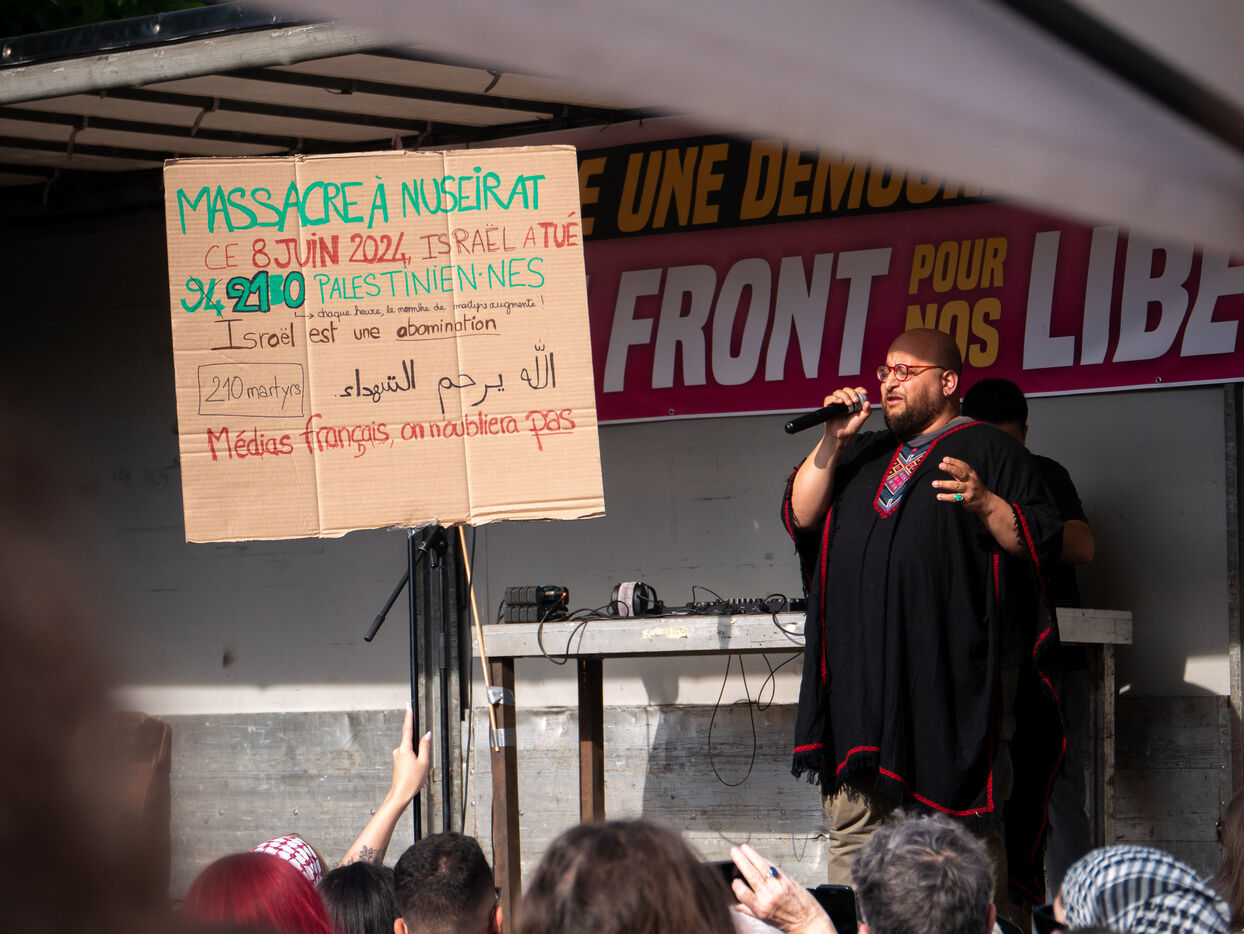 MASSACRE À NUSEIRAT
CE 8 JUIN 2024, ISRAËL A TUÉ
94 210 PALESTINIEN·NES
↳ chaque heure, le nombre de martyrs augmente !
Israël est une abomination
210 martyrs
الله يرحم الشهداء.
Médias français, on n'oubliera pas
E UNE DÉMOC
FRONT POUR NOS LIBE